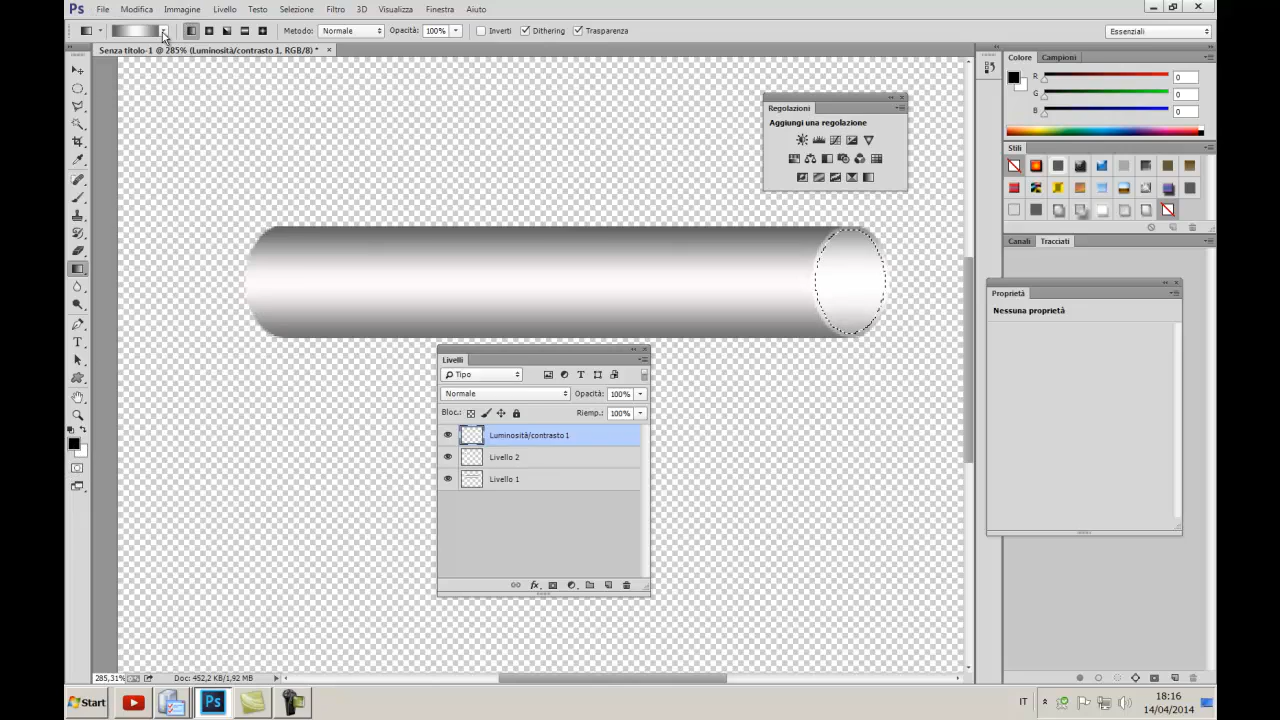 Ps File Modifica Immagine Livello Testo Selezione Filtro 3D Visualizza Finestra Aiuto
Metodo: Normale Opacità: 100% Inverti Dithering Trasparenza Essenziali
Senza titolo-1 @ 285% (Luminosità/contrasto 1, RGB/8) * ×
Colore Campioni
R 0
G 0
B 0
Regolazioni
Aggiungi una regolazione
Stili
Canali Tracciati
Proprietà
Nessuna proprietà
Livelli
Tipo
Normale Opacità: 100%
Bloc.: Riemp.: 100%
Luminosità/contrasto 1
Livello 2
Livello 1
285,31% Doc: 452,2 KB/1,92 MB
Start Ps IT 18:16
14/04/2014